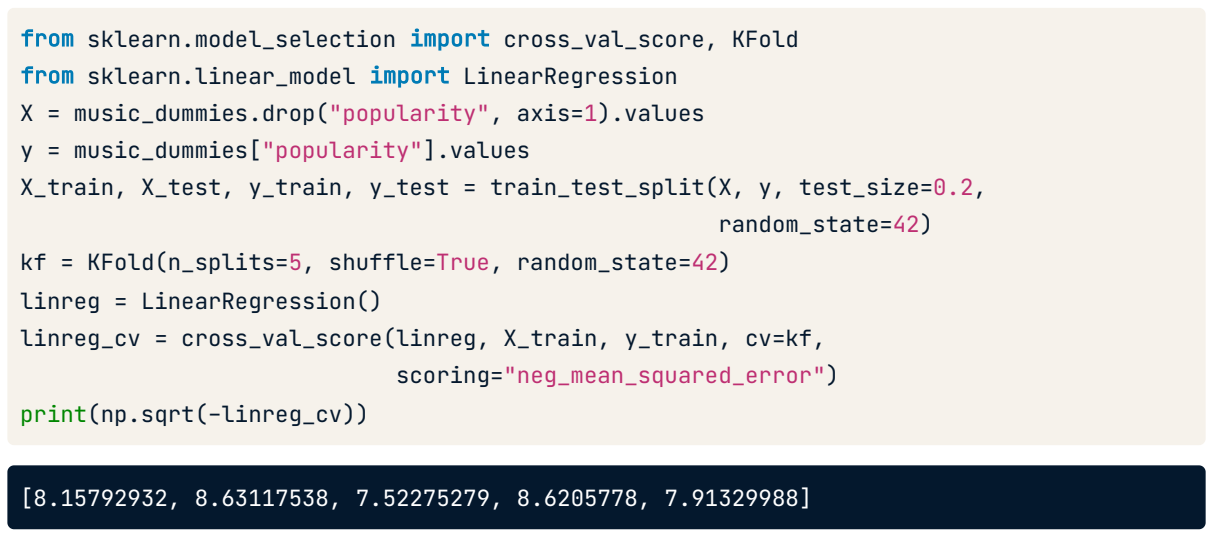 from sklearn.model_selection import cross_val_score, KFold
from sklearn.linear_model import LinearRegression
X = music_dummies.drop("popularity", axis=1).values
y = music_dummies["popularity"].values
X_train, X_test, y_train, y_test = train_test_split(X, y, test_size=0.2,
                                                    random_state=42)
kf = KFold(n_splits=5, shuffle=True, random_state=42)
linreg = LinearRegression()
linreg_cv = cross_val_score(linreg, X_train, y_train, cv=kf,
                            scoring="neg_mean_squared_error")
print(np.sqrt(-linreg_cv))
[8.15792932, 8.63117538, 7.52275279, 8.6205778, 7.91329988]